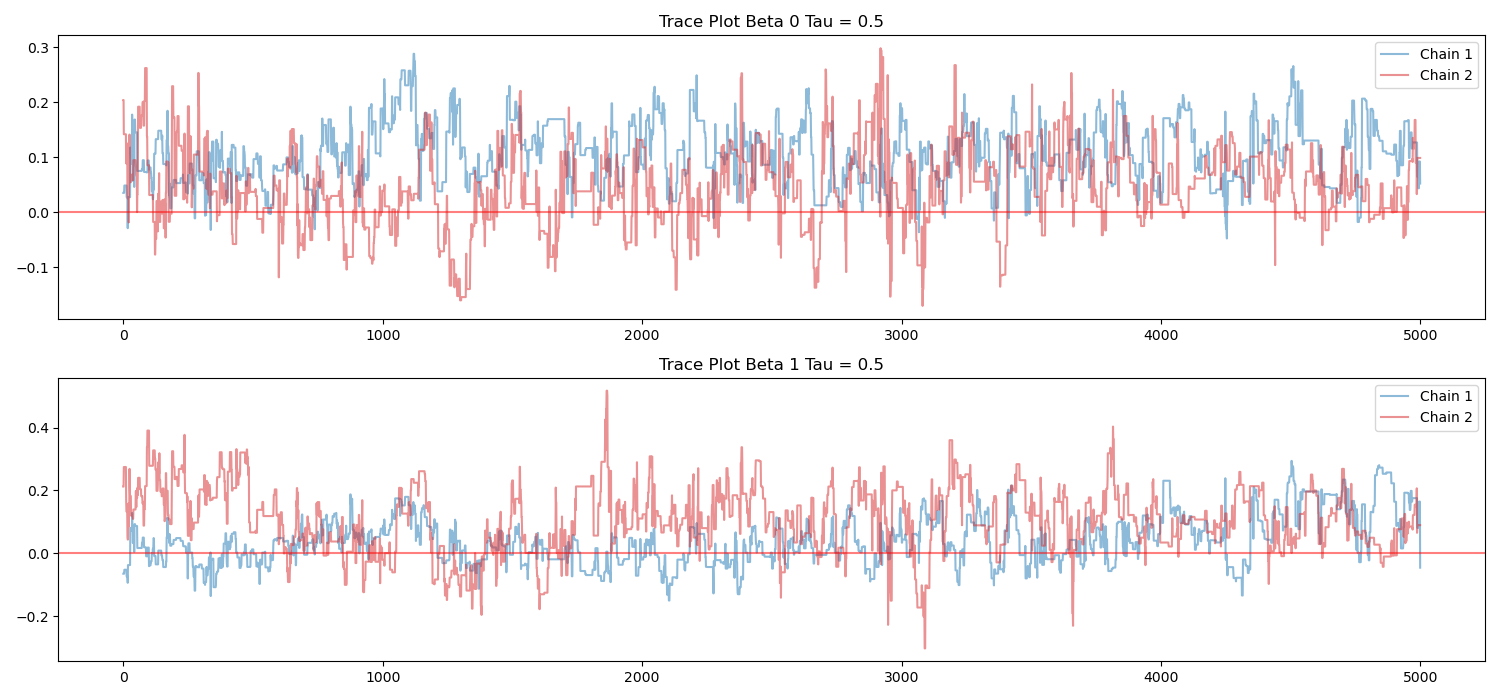 Trace Plot Beta 0 Tau = 0.5
0.3
0.2
0.1
0.0
−0.1
Chain 1
Chain 2
0 1000 2000 3000 4000 5000
Trace Plot Beta 1 Tau = 0.5
0.4
0.2
0.0
−0.2
Chain 1
Chain 2
0 1000 2000 3000 4000 5000